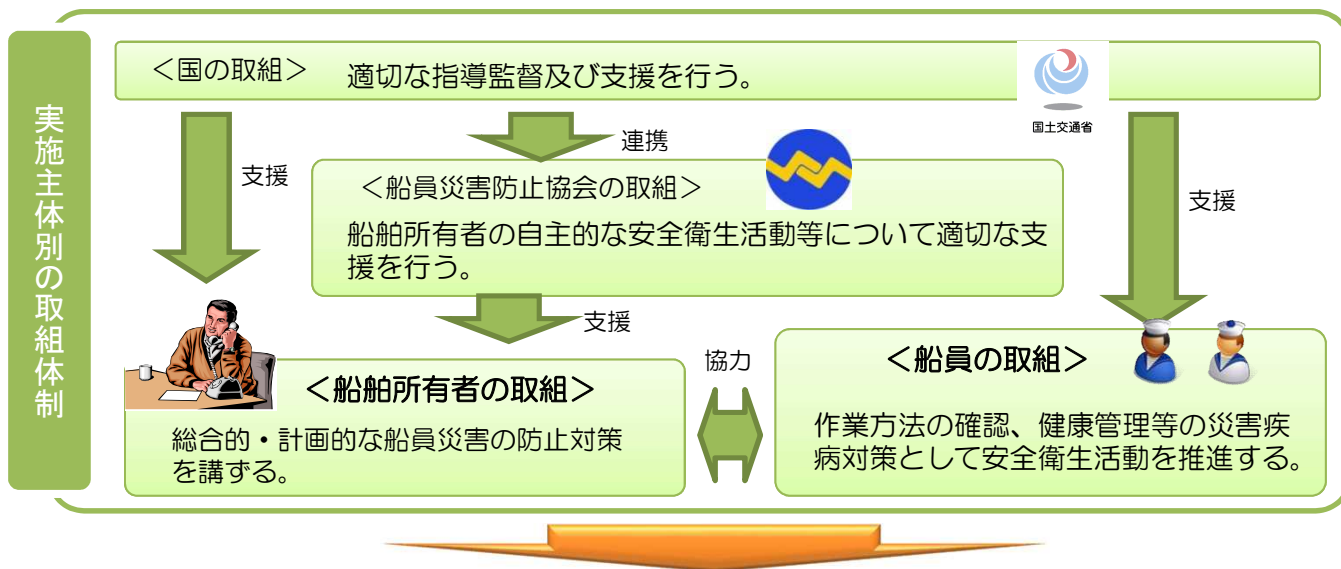 実施主体別の取組体制
＜国の取組＞ 適切な指導監督及び支援を行う。
国土交通省
支援
連携
支援
＜船員災害防止協会の取組＞
船舶所有者の自主的な安全衛生活動等について適切な支
援を行う。
支援
＜船舶所有者の取組＞
総合的・計画的な船員災害の防止対策
を講ずる。
協力
＜船員の取組＞
作業方法の確認、健康管理等の災害疾
病対策として安全衛生活動を推進する。